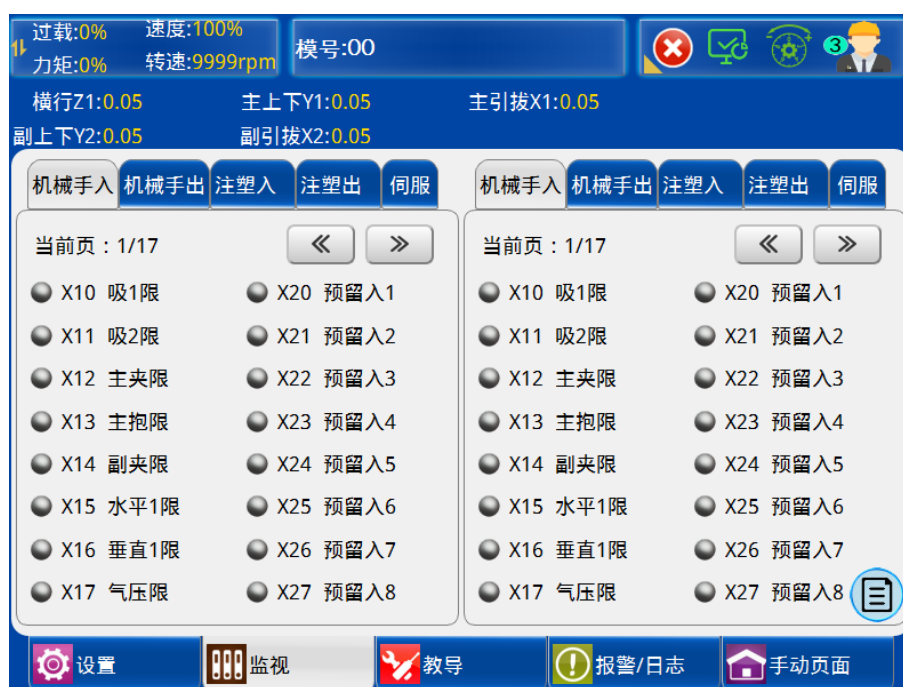 过载:0% 速度:100%
力矩:0% 转速:9999rpm
模号:00
3
横行Z1:0.05 主上下Y1:0.05 主引拔X1:0.05
副上下Y2:0.05 副引拔X2:0.05
机械手入 机械手出 注塑入 注塑出 伺服 机械手入 机械手出 注塑入 注塑出 伺服
当前页：1/17 当前页：1/17
X10 吸1限 X20 预留入1 X10 吸1限 X20 预留入1
X11 吸2限 X21 预留入2 X11 吸2限 X21 预留入2
X12 主夹限 X22 预留入3 X12 主夹限 X22 预留入3
X13 主抱限 X23 预留入4 X13 主抱限 X23 预留入4
X14 副夹限 X24 预留入5 X14 副夹限 X24 预留入5
X15 水平1限 X25 预留入6 X15 水平1限 X25 预留入6
X16 垂直1限 X26 预留入7 X16 垂直1限 X26 预留入7
X17 气压限 X27 预留入8 X17 气压限 X27 预留入8
设置 监视 教导 报警/日志 手动页面